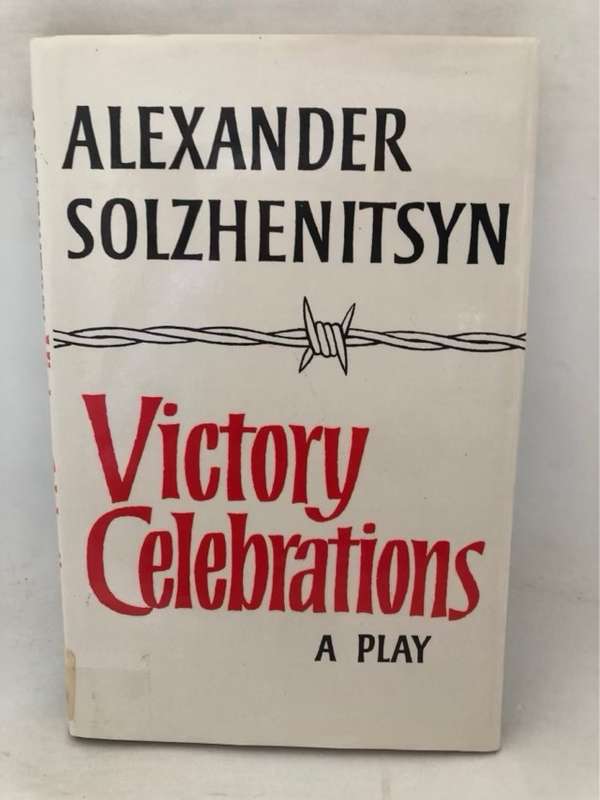 ALEXANDER
SOLZHENITSYN
Victory
Celebrations
A PLAY